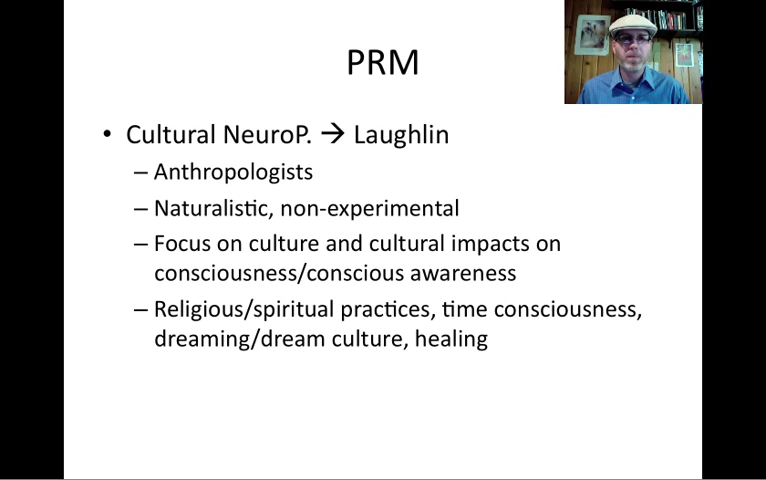 PRM
• Cultural NeuroP. → Laughlin
– Anthropologists
– Naturalistic, non-experimental
– Focus on culture and cultural impacts on
consciousness/conscious awareness
– Religious/spiritual practices, time consciousness,
dreaming/dream culture, healing